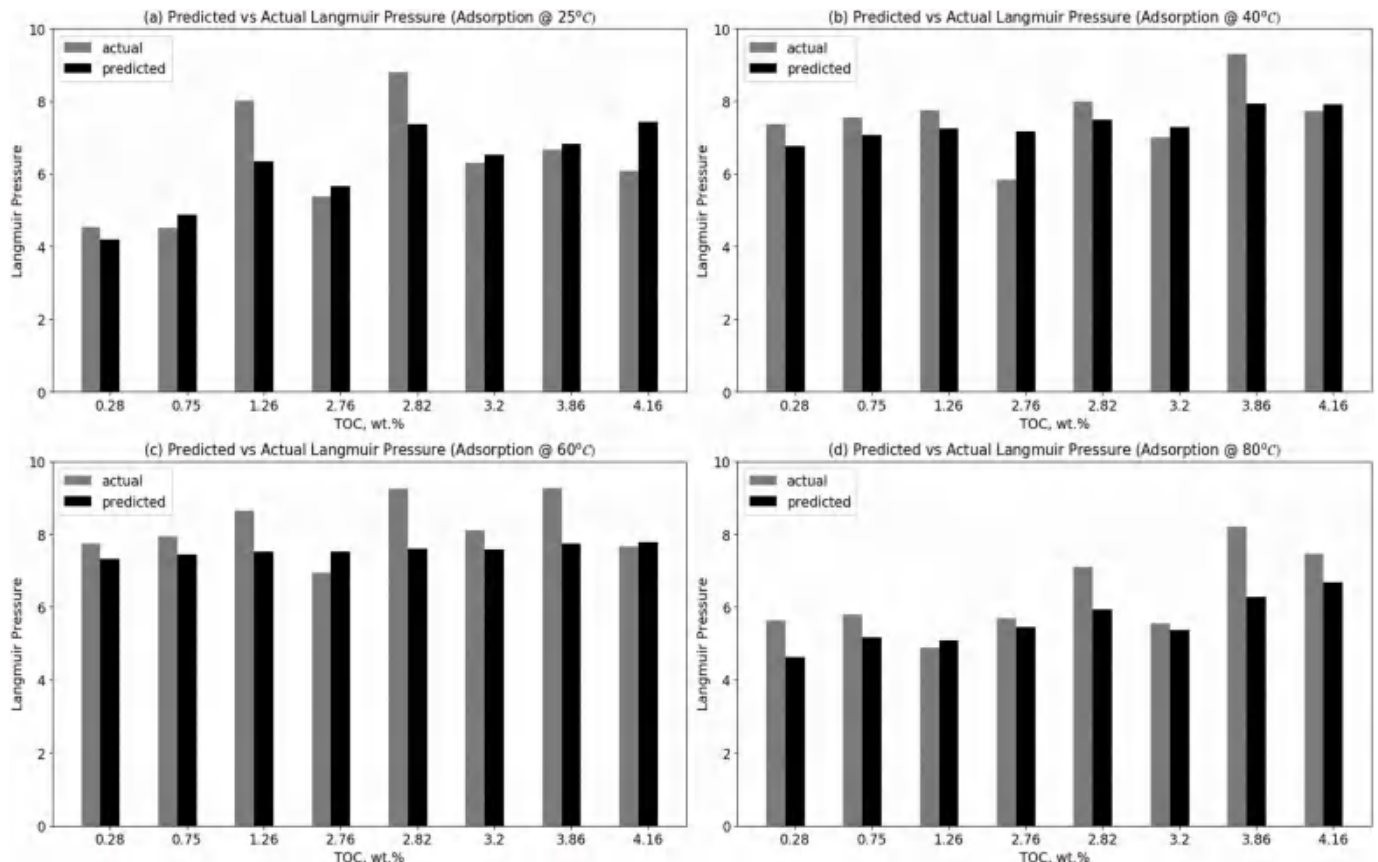 (a) Predicted vs Actual Langmuir Pressure (Adsorption @ 25°C)
10
8
6
4
2
0
Langmuir Pressure
actual
predicted
0.28 0.75 1.26 2.76 2.82 3.2 3.86 4.16
TOC, wt.%
(b) Predicted vs Actual Langmuir Pressure (Adsorption @ 40°C)
10
8
6
4
2
0
Langmuir Pressure
actual
predicted
0.28 0.75 1.26 2.76 2.82 3.2 3.86 4.16
TOC, wt.%
(c) Predicted vs Actual Langmuir Pressure (Adsorption @ 60°C)
10
8
6
4
2
0
Langmuir Pressure
actual
predicted
0.28 0.75 1.26 2.76 2.82 3.2 3.86 4.16
TOC, wt.%
(d) Predicted vs Actual Langmuir Pressure (Adsorption @ 80°C)
10
8
6
4
2
0
Langmuir Pressure
actual
predicted
0.28 0.75 1.26 2.76 2.82 3.2 3.86 4.16
TOC, wt.%